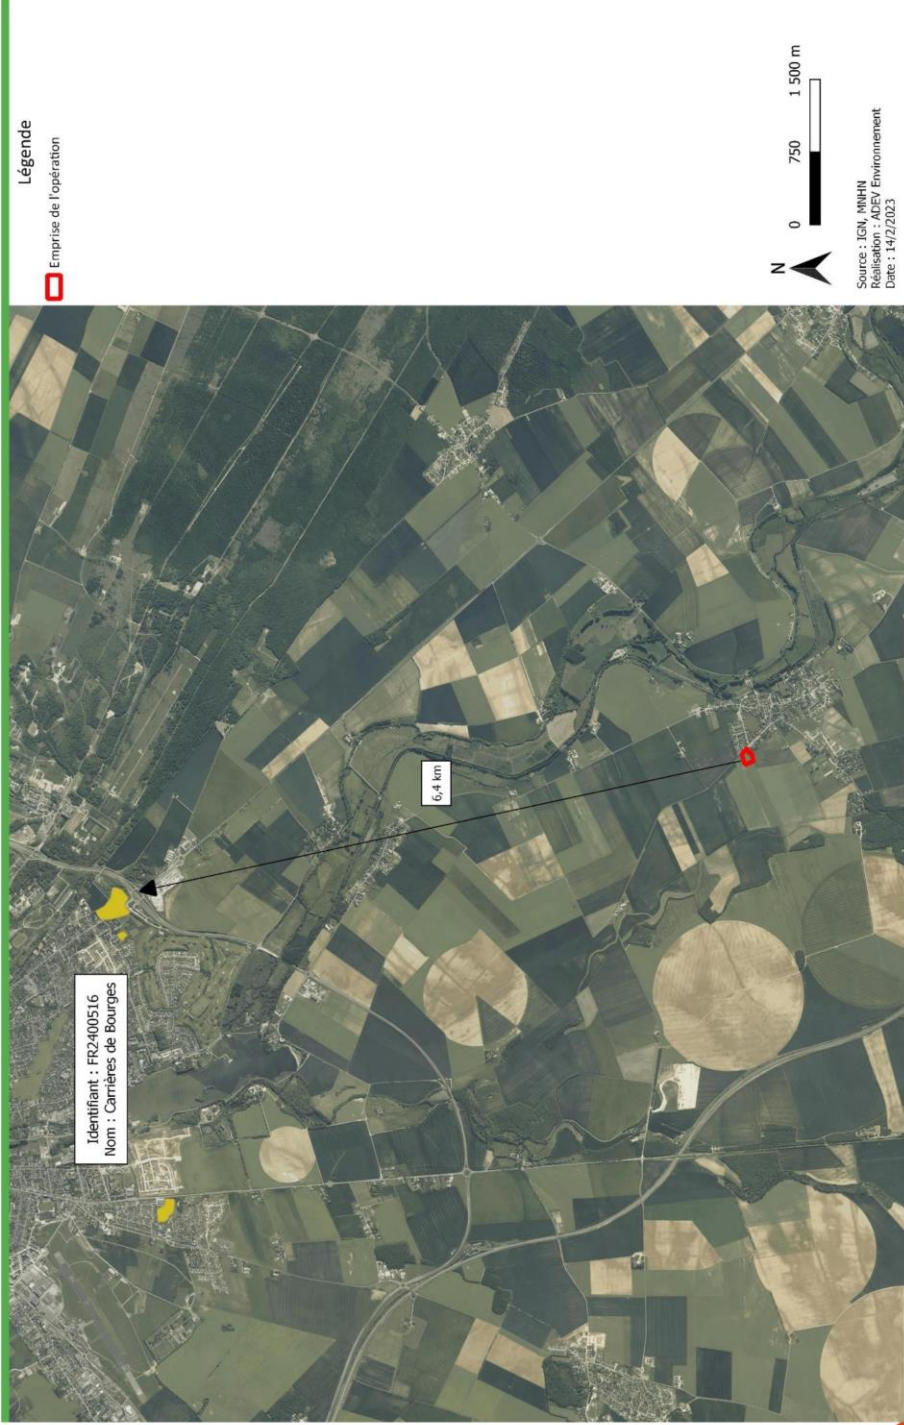 Légende
Emprise de l'opération
Identifiant : FR2400516
Nom : Carrières de Bourges
6,4 km
N
0 750 1 500 m
Source : IGN, MNHN
Réalisation : ADEV Environnement
Date : 14/2/2023